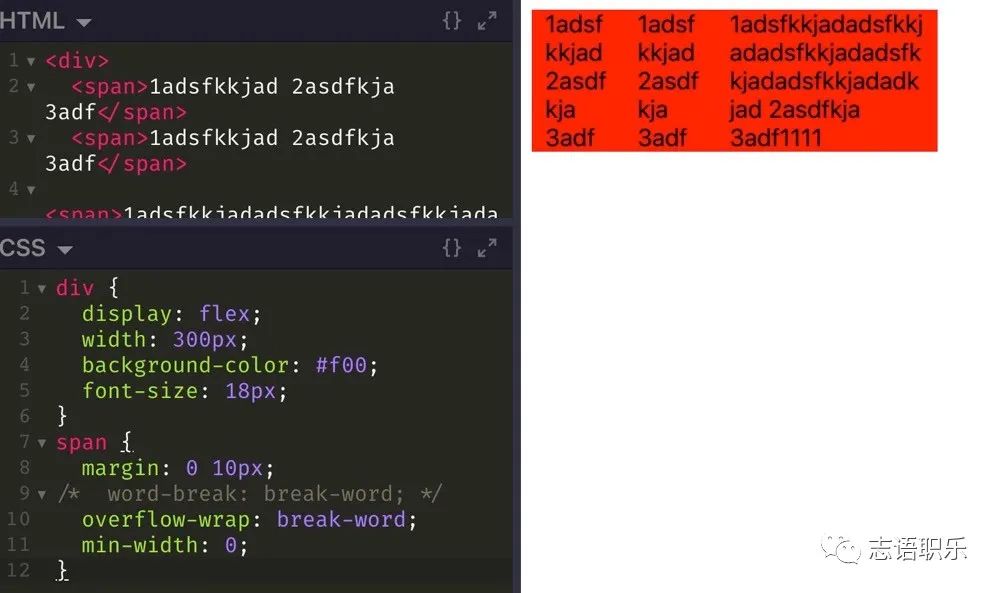 HTML
{}
1 <div>
2 <span>1adsfkkjad 2asdfkja
3adf</span>
3 <span>1adsfkkjad 2asdfkja
3adf</span>
4
<span>1adsfkkjadadsfkkjadadsfkkjada
CSS
{}
1 div {
2 display: flex;
3 width: 300px;
4 background-color: #f00;
5 font-size: 18px;
6 }
7 span {
8 margin: 0 10px;
9 /* word-break: break-word; */
10 overflow-wrap: break-word;
11 min-width: 0;
12 }
1adsf
kkjad
2asdf
kja
3adf
1adsf
kkjad
2asdf
kja
3adf
1adsfkkjadadsfkkj
adadsfkkjadadsfk
kjadadsfkkjadadk
jad 2asdfkja
3adf1111
志语职乐